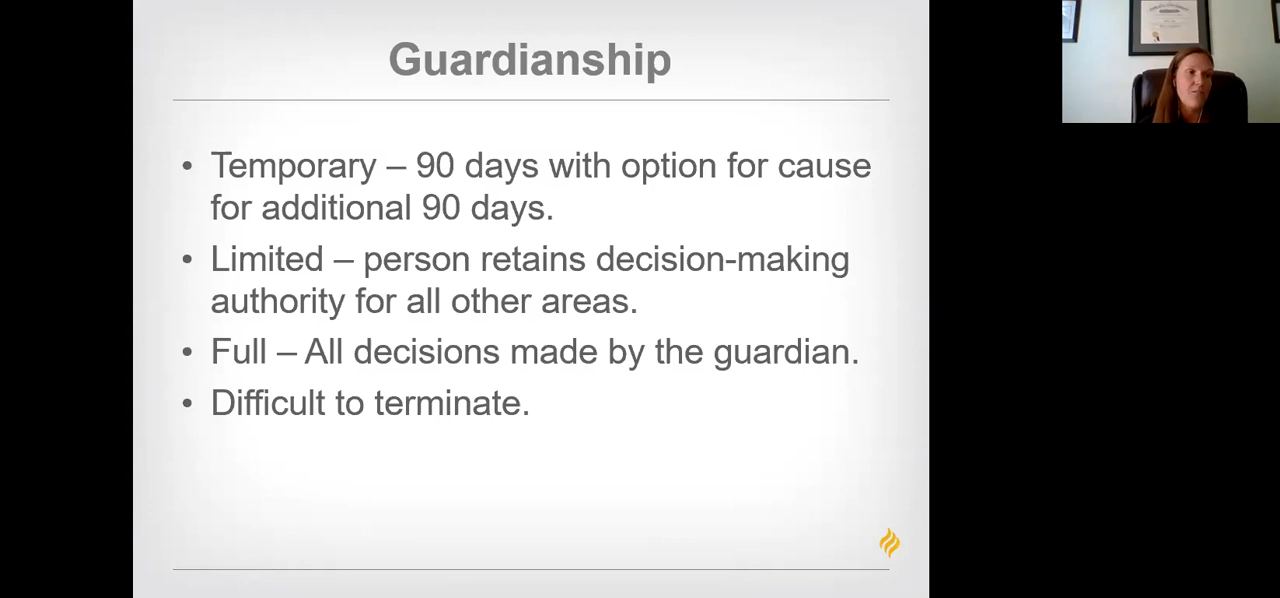 Guardianship
• Temporary – 90 days with option for cause
for additional 90 days.
• Limited – person retains decision-making
authority for all other areas.
• Full – All decisions made by the guardian.
• Difficult to terminate.